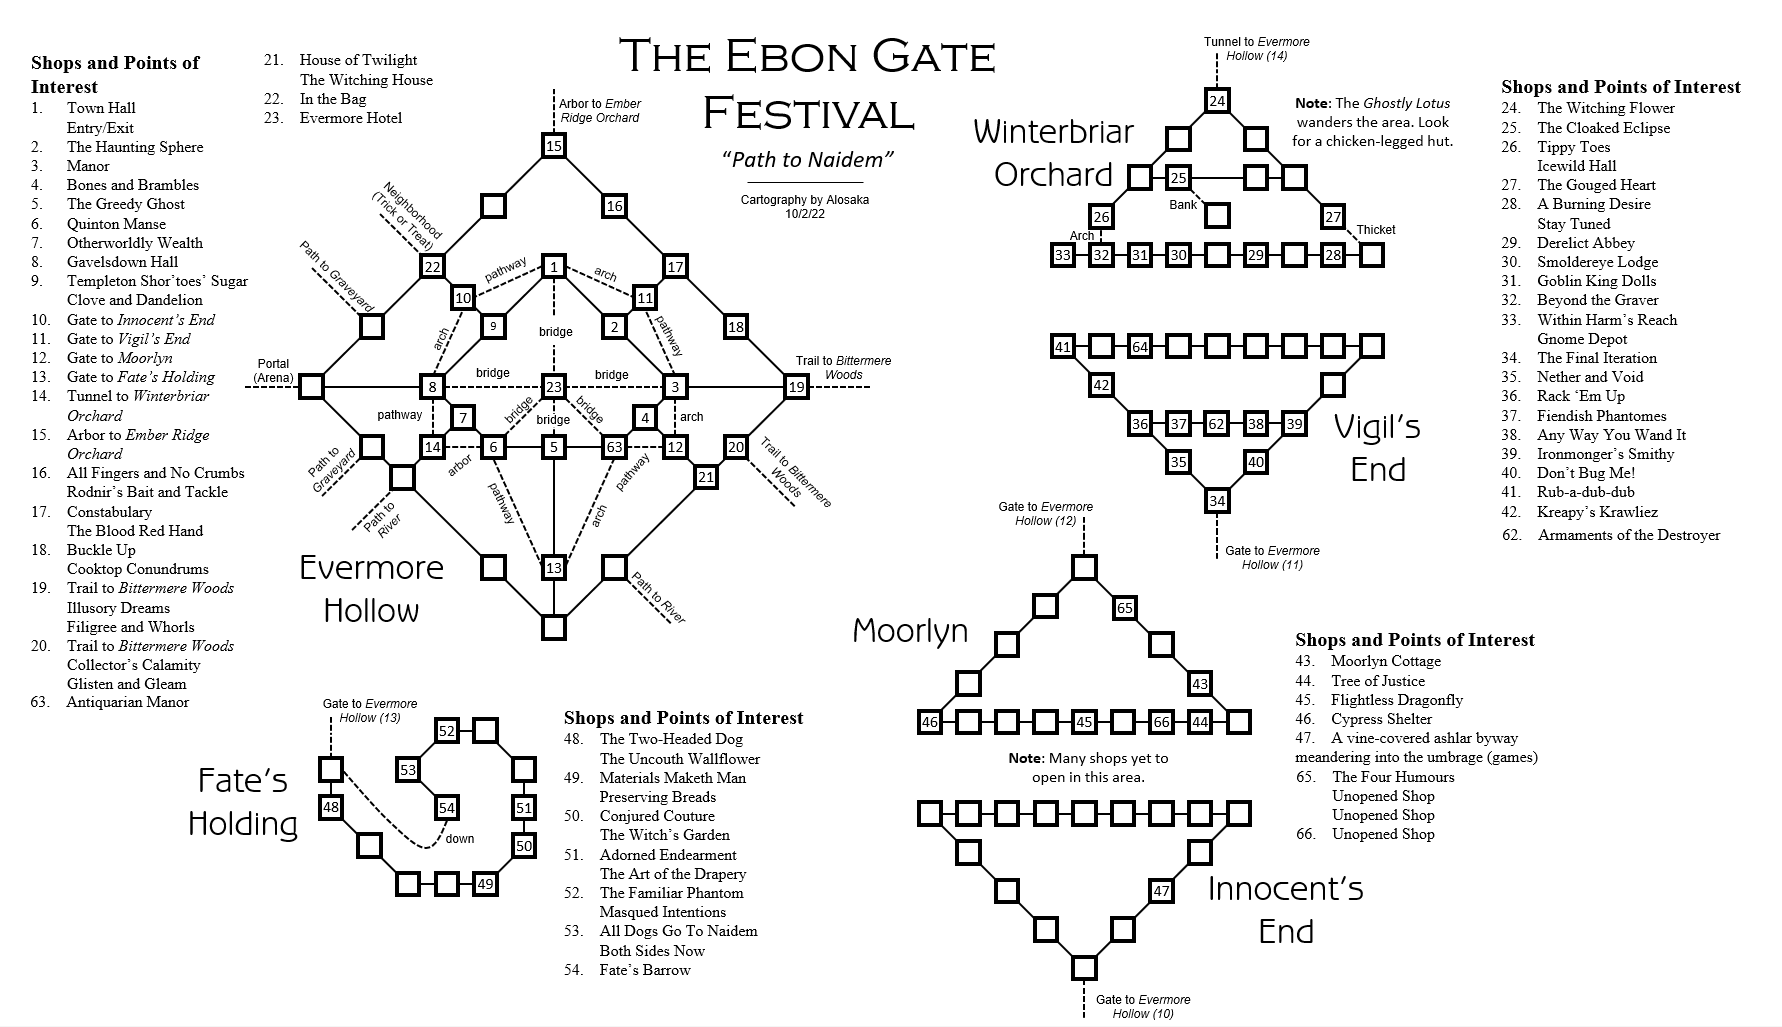 THE EBON GATE
FESTIVAL
“Path to Naidem”
Cartography by Alosaka
10/2/22
Shops and Points of
Interest
1. Town Hall
Entry/Exit
2. The Haunting Sphere
3. Manor
4. Bones and Brambles
5. The Greedy Ghost
6. Quinton Manse
7. Otherworldly Wealth
8. Gavelsdown Hall
9. Templeton Shor’toes’ Sugar
Clove and Dandelion
10. Gate to Innocent’s End
11. Gate to Vigil’s End
12. Gate to Moorlyn
13. Gate to Fate’s Holding
14. Tunnel to Winterbriar
Orchard
15. Arbor to Ember Ridge
Orchard
16. All Fingers and No Crumbs
Rodnir’s Bait and Tackle
17. Constabulary
The Blood Red Hand
18. Buckle Up
Cooktop Conundrums
19. Trail to Bittermere Woods
Illusory Dreams
Filigree and Whorls
20. Trail to Bittermere Woods
Collector’s Calamity
Glisten and Gleam
63. Antiquarian Manor
21. House of Twilight
The Witching House
22. In the Bag
23. Evermore Hotel
Arbor to Ember
Ridge Orchard
15
Neighborhood
(Trick or Treat)
16
Path to Graveyard
22
pathway
1
arch
17
10
11
9
2
18
arch
bridge
pathway
Portal
(Arena)
Trail to Bittermere
Woods
bridge
bridge
8
23
3
19
pathway
7
bridge
bridge
bridge
4
arch
14
6
5
63
12
20
Path to
Graveyard
arbor
pathway
21
Trail to Bittermere
Woods
Path to
River
pathway
arch
13
Path to River
Evermore
Hollow
Tunnel to Evermore
Hollow (14)
24
Note: The Ghostly Lotus
wanders the area. Look
for a chicken-legged hut.
Winterbriar
Orchard
25
Bank
26
27
Arch
Thicket
33
32
31
30
29
28
Shops and Points of Interest
24. The Witching Flower
25. The Cloaked Eclipse
26. Tippy Toes
Icewild Hall
27. The Gouged Heart
28. A Burning Desire
Stay Tuned
29. Derelict Abbey
30. Smoldereye Lodge
31. Goblin King Dolls
32. Beyond the Graver
33. Within Harm’s Reach
Gnome Depot
34. The Final Iteration
35. Nether and Void
36. Rack ‘Em Up
37. Fiendish Phantomes
38. Any Way You Wand It
39. Ironmonger’s Smithy
40. Don’t Bug Me!
41. Rub-a-dub-dub
42. Kreapy’s Krawliez
62. Armaments of the Destroyer
41
64
42
36
37
62
38
39
35
40
34
Vigil’s
End
Gate to Evermore
Hollow (11)
Gate to Evermore
Hollow (12)
Moorlyn
65
43
46
45
66
44
Note: Many shops yet to
open in this area.
Shops and Points of Interest
43. Moorlyn Cottage
44. Tree of Justice
45. Flightless Dragonfly
46. Cypress Shelter
47. A vine-covered ashlar byway
meandering into the umbrage (games)
65. The Four Humours
Unopened Shop
Unopened Shop
66. Unopened Shop
47
Innocent’s
End
Gate to Evermore
Hollow (10)
Gate to Evermore
Hollow (13)
Fate’s
Holding
52
53
48
54
51
down
50
49
Shops and Points of Interest
48. The Two-Headed Dog
The Uncouth Wallflower
49. Materials Maketh Man
Preserving Breads
50. Conjured Couture
The Witch’s Garden
51. Adorned Endearment
The Art of the Drapery
52. The Familiar Phantom
Masqued Intentions
53. All Dogs Go To Naidem
Both Sides Now
54. Fate’s Barrow